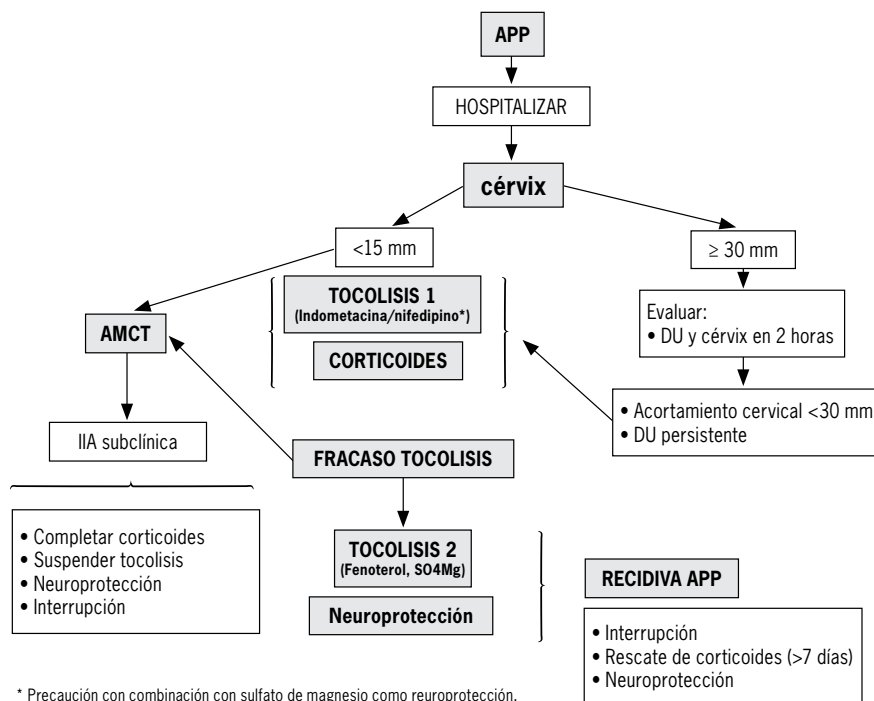 APP
HOSPITALIZAR
cérvix
<15 mm
≥ 30 mm
TOCOLISIS 1
(Indometacina/nifedipino*)
CORTICOIDES
AMCT
Evaluar:
• DU y cérvix en 2 horas
• Acortamiento cervical <30 mm
• DU persistente
IIA subclínica
FRACASO TOCOLISIS
• Completar corticoides
• Suspender tocolisis
• Neuroprotección
• Interrupción
TOCOLISIS 2
(Fenoterol, SO4Mg)
Neuroprotección
RECIDIVA APP
• Interrupción
• Rescate de corticoides (>7 días)
• Neuroprotección
* Precaución con combinación con sulfato de magnesio como reuroprotección.